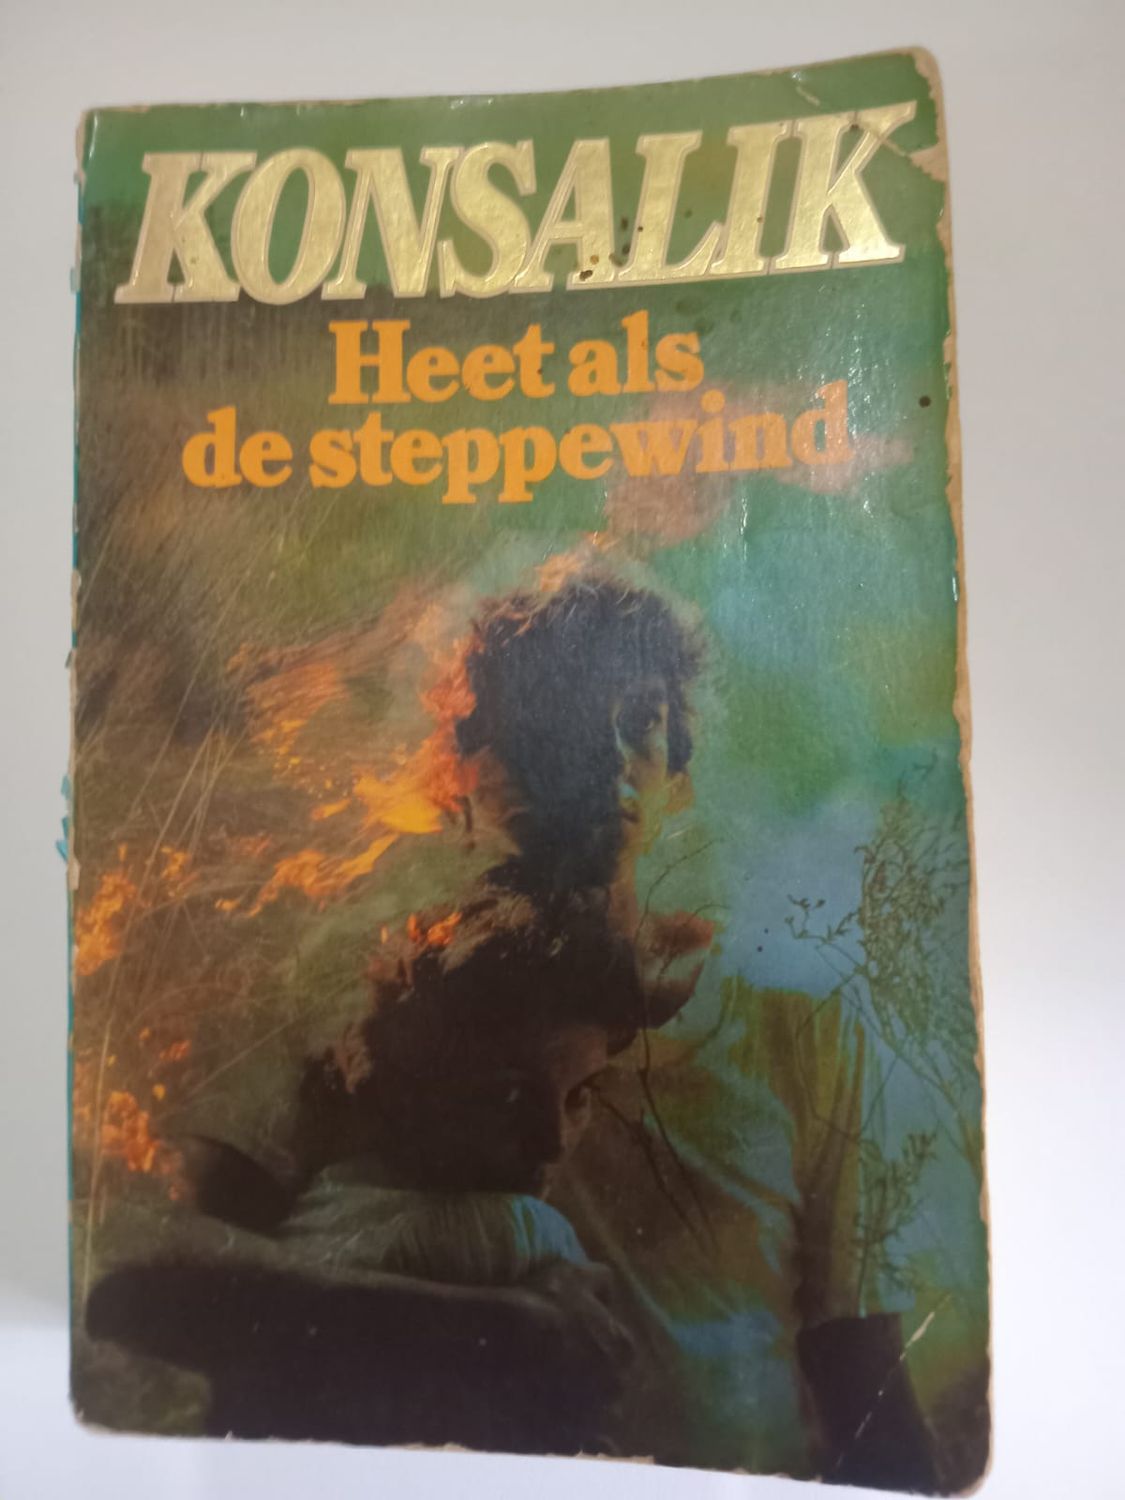 KONSALIK
Heet als
de steppewind